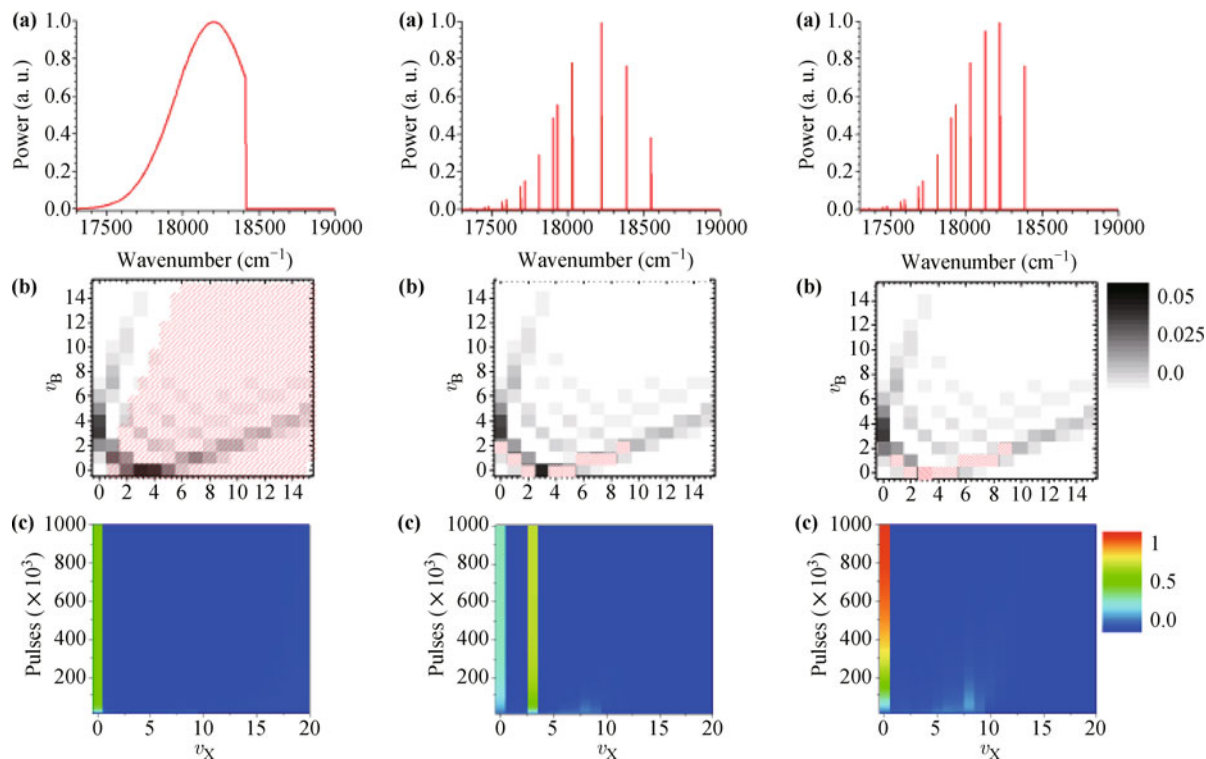 (a) (a) (a)
1.0 1.0 1.0
0.8 0.8 0.8
0.6 0.6 0.6
0.4 0.4 0.4
0.2 0.2 0.2
0.0 0.0 0.0
Power (a. u.) Power (a. u.) Power (a. u.)
17500 18000 18500 19000 17500 18000 18500 19000 17500 18000 18500 19000
Wavenumber (cm⁻¹) Wavenumber (cm⁻¹) Wavenumber (cm⁻¹)
(b) (b) (b)
14 14 14 0.05
12 12 12
10 10 10 0.025
8 8 8
6 6 6 0.0
4 4 4
2 2 2
0 0 0
v_B v_B v_B
0 2 4 6 8 10 12 14 0 2 4 6 8 10 12 14 0 2 4 6 8 10 12 14
(c) (c) (c)
1000 1000 1000 1
800 800 800
600 600 600 0.5
400 400 400 0.0
200 200 200
Pulses (×10³) Pulses (×10³) Pulses (×10³)
0 5 10 15 20 0 5 10 15 20 0 5 10 15 20
v_X v_X v_X